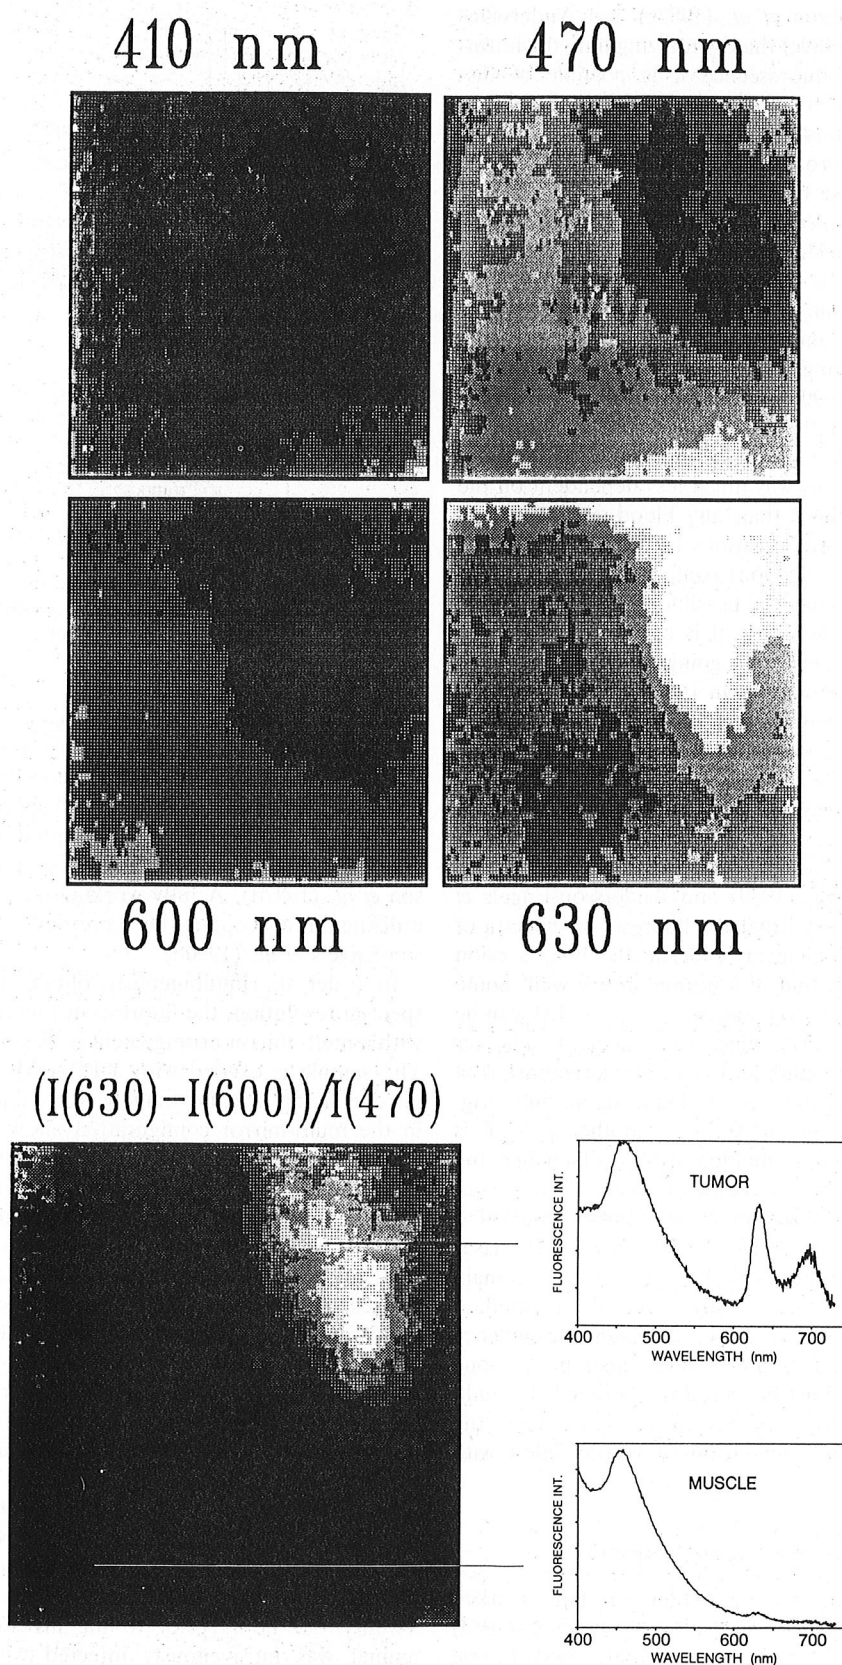 410 nm
470 nm
600 nm
630 nm
(I(630)-I(600))/I(470)
FLUORESCENCE INT.
TUMOR
400 500 600 700
WAVELENGTH (nm)
FLUORESCENCE INT.
MUSCLE
400 500 600 700
WAVELENGTH (nm)